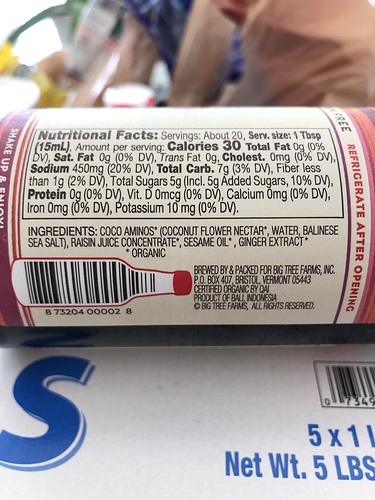 SHAKE UP & ENJOY!
Nutritional Facts: Servings: About 20, Serv. size: 1 Tbsp
(15mL), Amount per serving: Calories 30 Total Fat 0g (0%
DV), Sat. Fat 0g (0% DV), Trans Fat 0g, Cholest. 0mg (0% DV),
Sodium 450mg (20% DV), Total Carb. 7g (3% DV), Fiber less
than 1g (2% DV), Total Sugars 5g (Incl. 5g Added Sugars, 10% DV),
Protein 0g (0% DV), Vit. D 0mcg (0% DV), Calcium 0mg (0% DV),
Iron 0mg (0% DV), Potassium 10 mg (0% DV).
INGREDIENTS: COCO AMINOS* (COCONUT FLOWER NECTAR*, WATER, BALINESE
SEA SALT), RAISIN JUICE CONCENTRATE*, SESAME OIL*, GINGER EXTRACT*
* ORGANIC
8 73204 00002 8
BREWED BY & PACKED FOR BIG TREE FARMS, INC.
P.O. BOX 407, BRISTOL, VERMONT 05443
CERTIFIED ORGANIC BY QAI
PRODUCT OF BALI, INDONESIA
© BIG TREE FARMS, ALL RIGHTS RESERVED.
FREE
REFRIGERATE AFTER OPENING
S
0 7349
5 x 1 l
Net Wt. 5 LBS